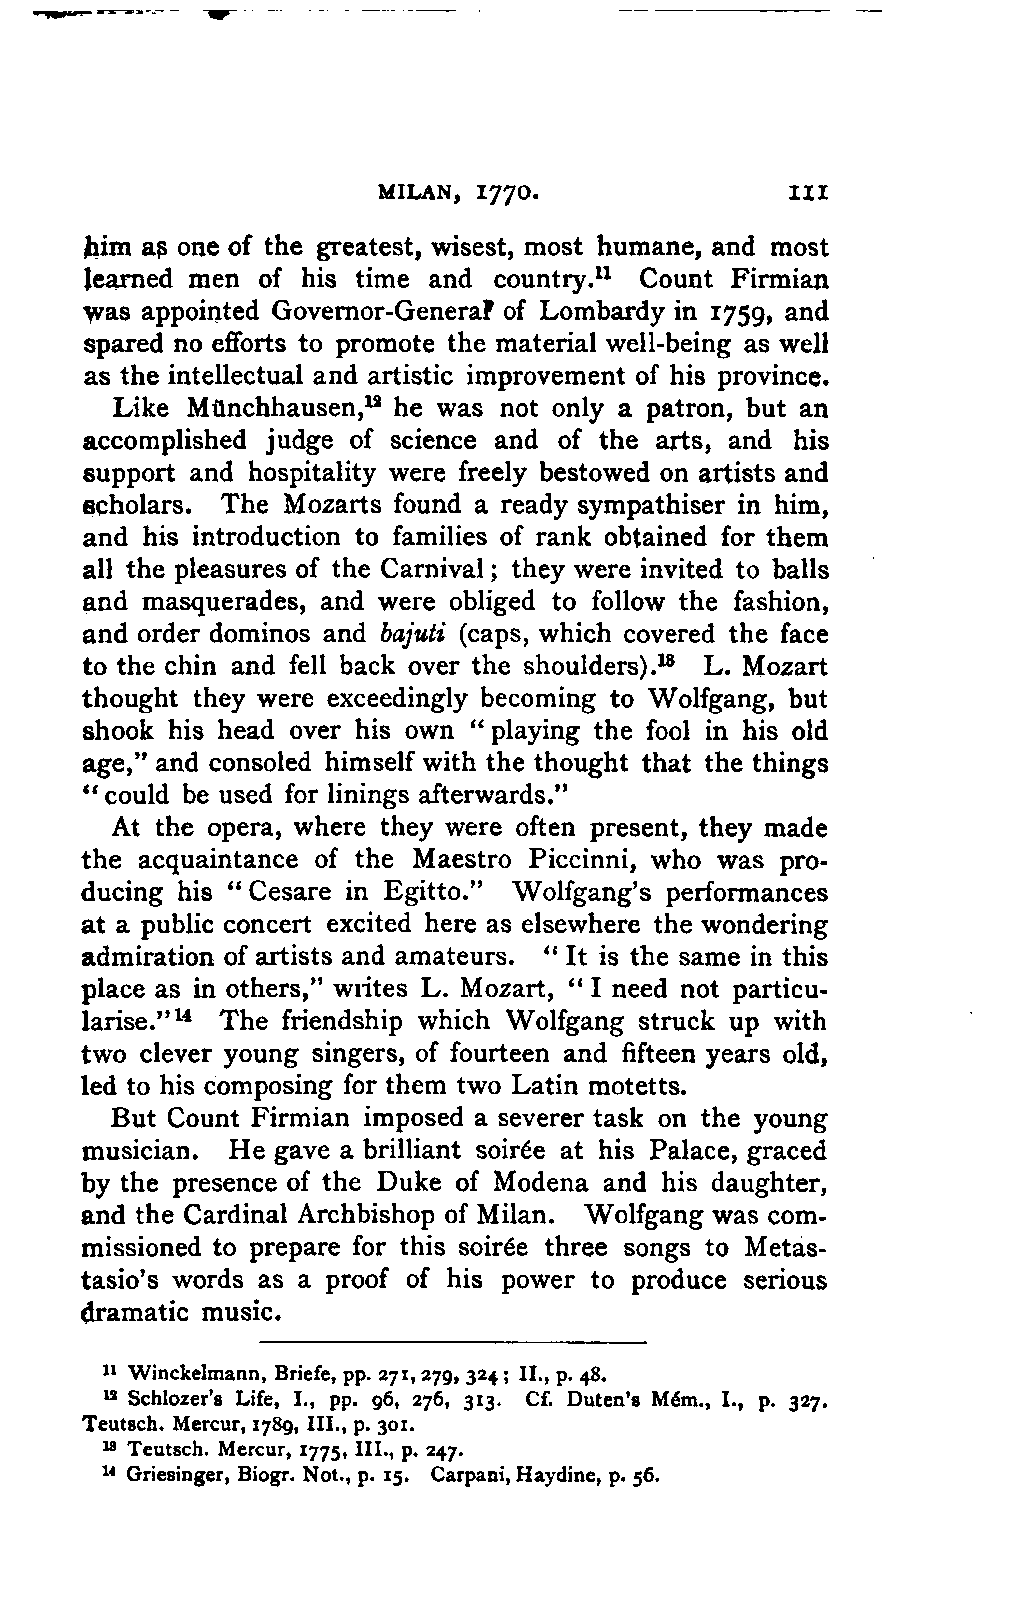 MILAN, 1770. 111
him as one of the greatest, wisest, most humane, and most
learned men of his time and country.¹¹ Count Firmian
was appointed Governor-General of Lombardy in 1759, and
spared no efforts to promote the material well-being as well
as the intellectual and artistic improvement of his province.
Like Münchhausen,¹² he was not only a patron, but an
accomplished judge of science and of the arts, and his
support and hospitality were freely bestowed on artists and
scholars. The Mozarts found a ready sympathiser in him,
and his introduction to families of rank obtained for them
all the pleasures of the Carnival; they were invited to balls
and masquerades, and were obliged to follow the fashion,
and order dominos and bajuti (caps, which covered the face
to the chin and fell back over the shoulders).¹³ L. Mozart
thought they were exceedingly becoming to Wolfgang, but
shook his head over his own "playing the fool in his old
age," and consoled himself with the thought that the things
"could be used for linings afterwards."
At the opera, where they were often present, they made
the acquaintance of the Maestro Piccinni, who was pro-
ducing his "Cesare in Egitto." Wolfgang's performances
at a public concert excited here as elsewhere the wondering
admiration of artists and amateurs. "It is the same in this
place as in others," writes L. Mozart, "I need not particu-
larise."¹⁴ The friendship which Wolfgang struck up with
two clever young singers, of fourteen and fifteen years old,
led to his composing for them two Latin motetts.
But Count Firmian imposed a severer task on the young
musician. He gave a brilliant soirée at his Palace, graced
by the presence of the Duke of Modena and his daughter,
and the Cardinal Archbishop of Milan. Wolfgang was com-
missioned to prepare for this soirée three songs to Metas-
tasio's words as a proof of his power to produce serious
dramatic music.
¹¹ Winckelmann, Briefe, pp. 271, 279, 324; II., p. 48.
¹² Schlozer's Life, I., pp. 96, 276, 313. Cf. Duten's Mém., I., p. 327.
Teutsch. Mercur, 1789, III., p. 301.
¹³ Teutsch. Mercur, 1775, III., p. 247.
¹⁴ Griesinger, Biogr. Not., p. 15. Carpani, Haydine, p. 56.